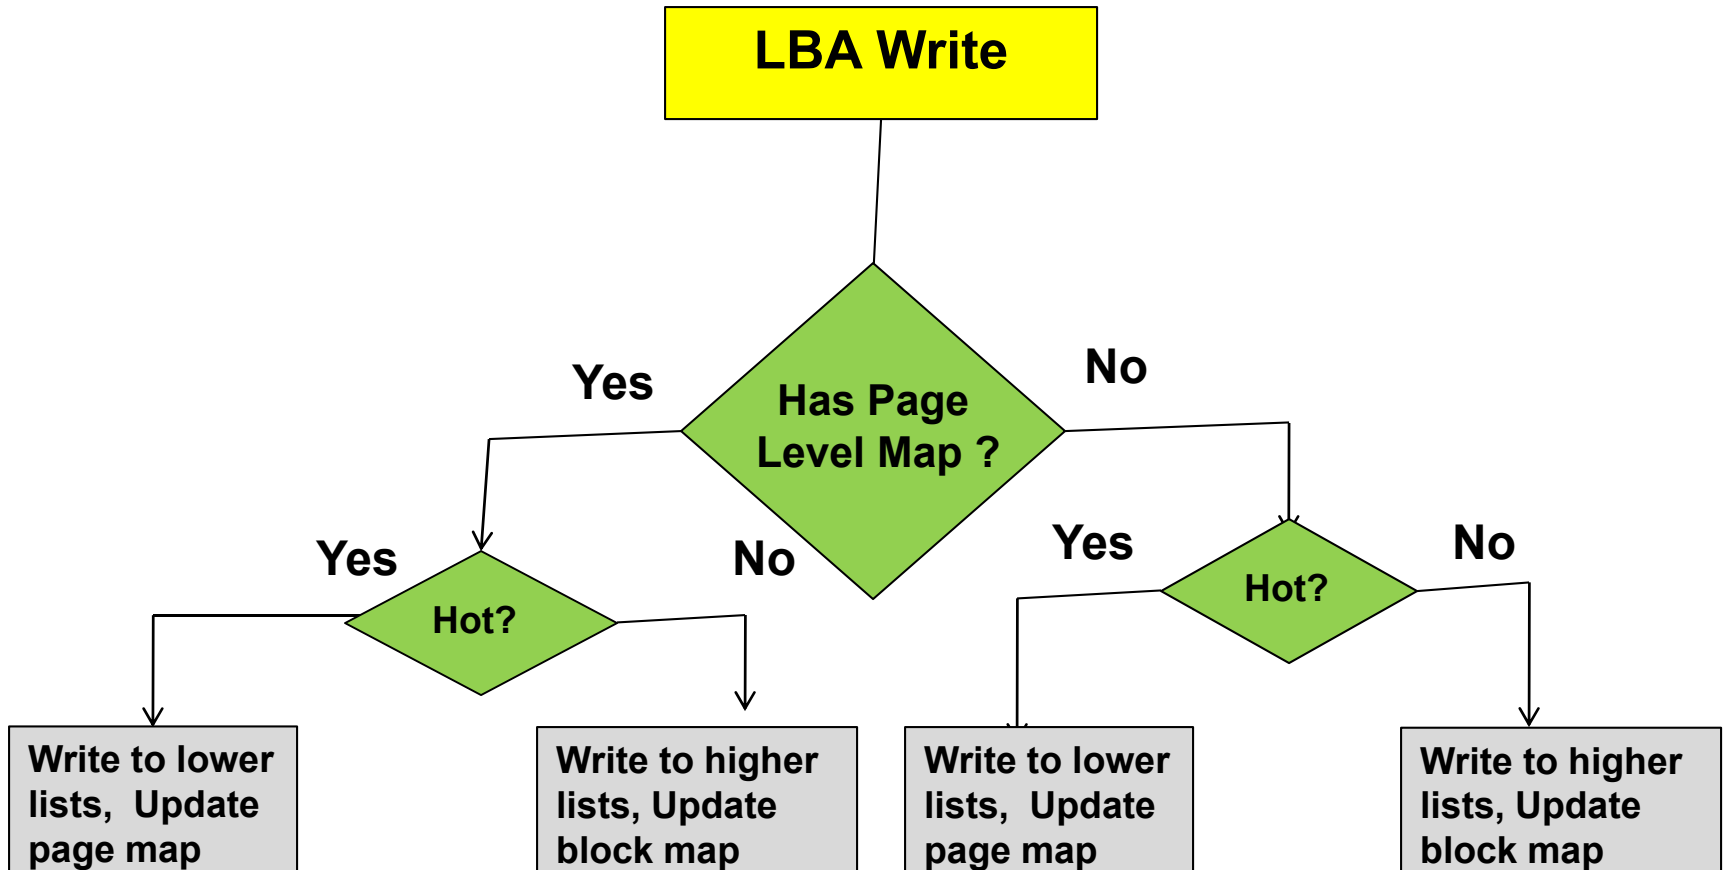 LBA Write
Yes
No
Has Page
Level Map ?
Yes
No
Yes
No
Hot?
Hot?
Write to lower
lists, Update
page map
Write to higher
lists, Update
block map
Write to lower
lists, Update
page map
Write to higher
lists, Update
block map